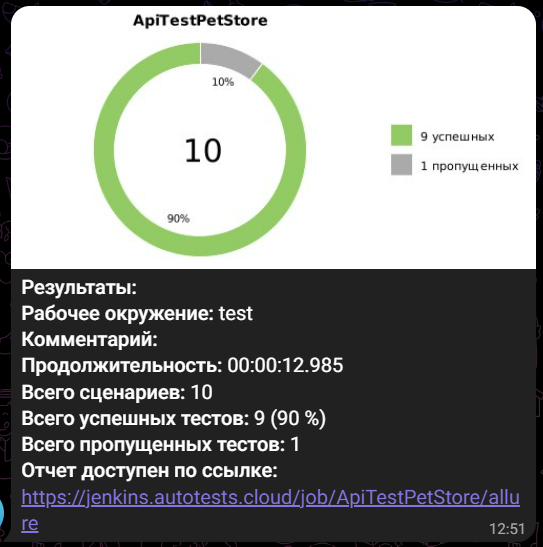 ApiTestPetStore
10%
10
90%
9 успешных
1 пропущенных
Результаты:
Рабочее окружение: test
Комментарий:
Продолжительность: 00:00:12.985
Всего сценариев: 10
Всего успешных тестов: 9 (90 %)
Всего пропущенных тестов: 1
Отчет доступен по ссылке:
https://jenkins.autotests.cloud/job/ApiTestPetStore/allu
re
12:51